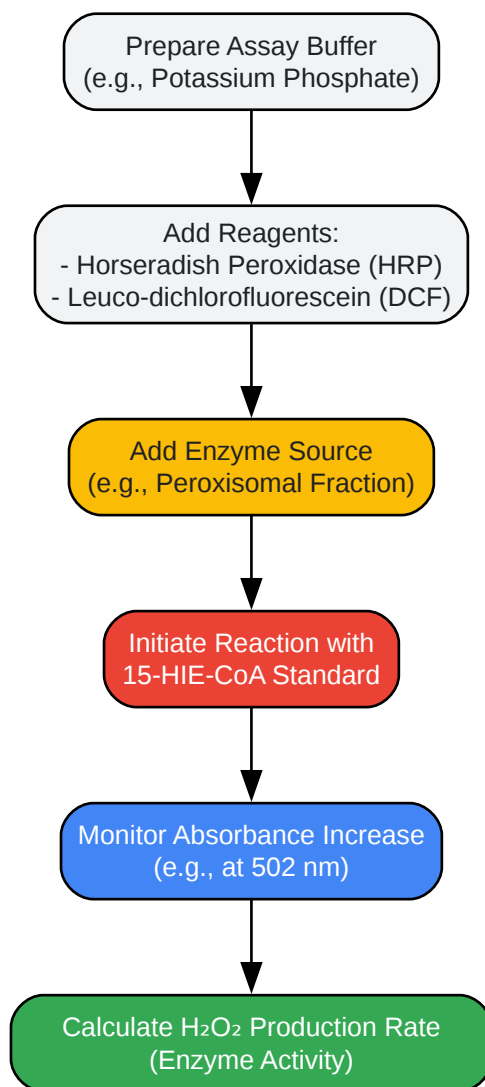 Prepare Assay Buffer
(e.g., Potassium Phosphate)
Add Reagents:
- Horseradish Peroxidase (HRP)
- Leuco-dichlorofluorescein (DCF)
Add Enzyme Source
(e.g., Peroxisomal Fraction)
Initiate Reaction with
15-HIE-CoA Standard
Monitor Absorbance Increase
(e.g., at 502 nm)
Calculate H₂O₂ Production Rate
(Enzyme Activity)